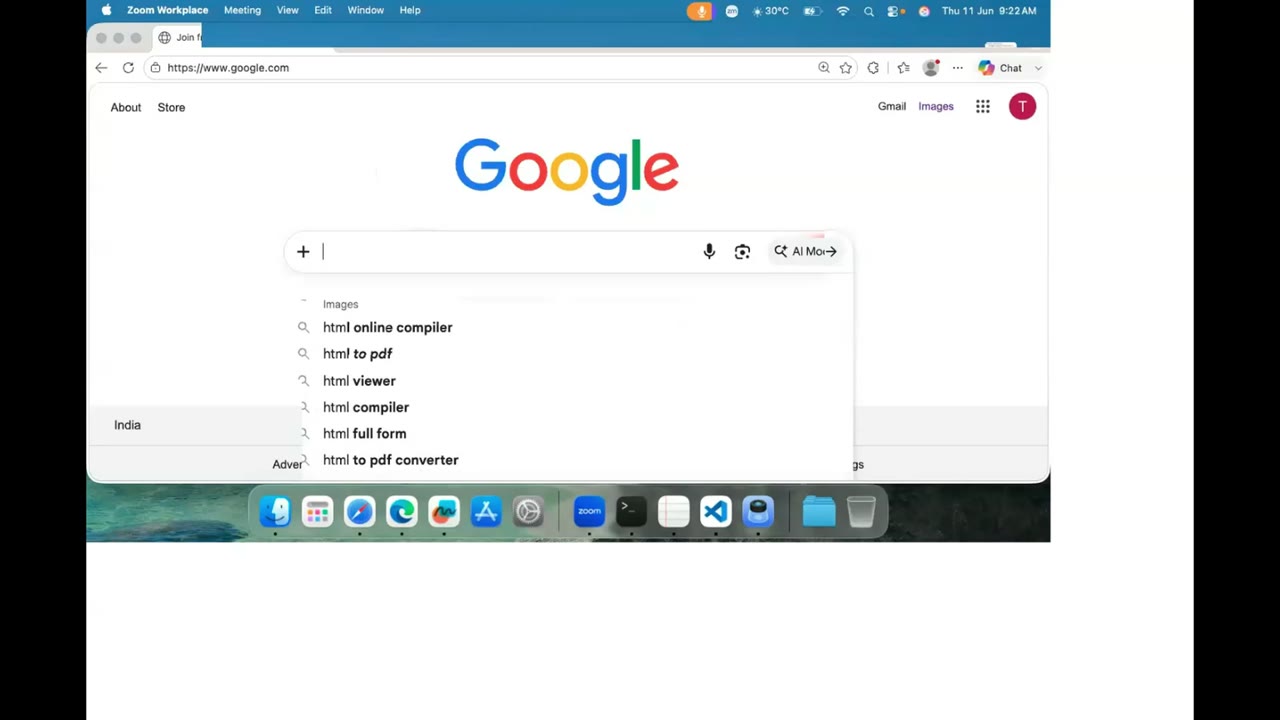 Zoom Workplace Meeting View Edit Window Help zm 30°C Thu 11 Jun 9:22 AM
Join f
https://www.google.com Chat
About Store Gmail Images T
Google
AI Mo
Images
html online compiler
html to pdf
html viewer
html compiler
html full form
html to pdf converter
India
Adver gs
zoom